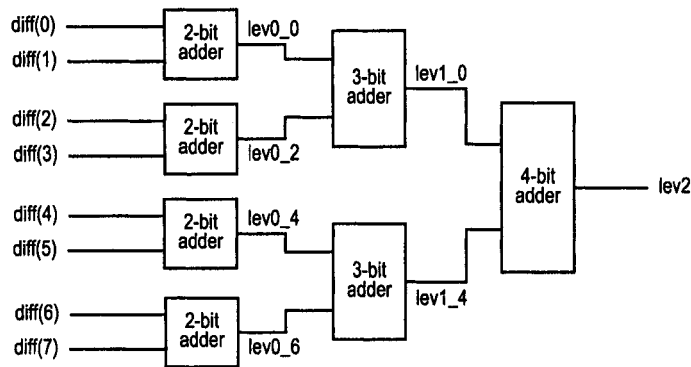 diff(0)
diff(1)
2-bit
adder
lev0_0
diff(2)
diff(3)
2-bit
adder
lev0_2
3-bit
adder
lev1_0
diff(4)
diff(5)
2-bit
adder
lev0_4
diff(6)
diff(7)
2-bit
adder
lev0_6
3-bit
adder
lev1_4
4-bit
adder
lev2